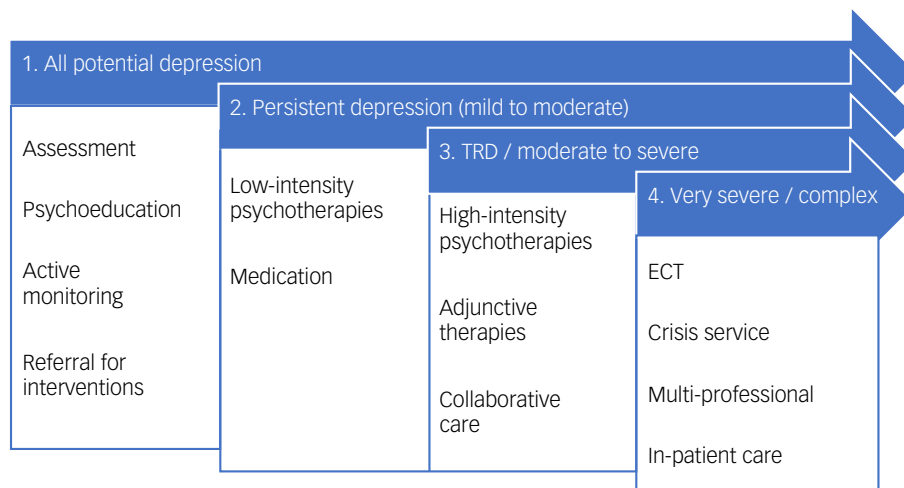 1. All potential depression
Assessment
Psychoeducation
Active
monitoring
Referral for
interventions
2. Persistent depression (mild to moderate)
Low-intensity
psychotherapies
Medication
3. TRD / moderate to severe
High-intensity
psychotherapies
Adjunctive
therapies
Collaborative
care
4. Very severe / complex
ECT
Crisis service
Multi-professional
In-patient care